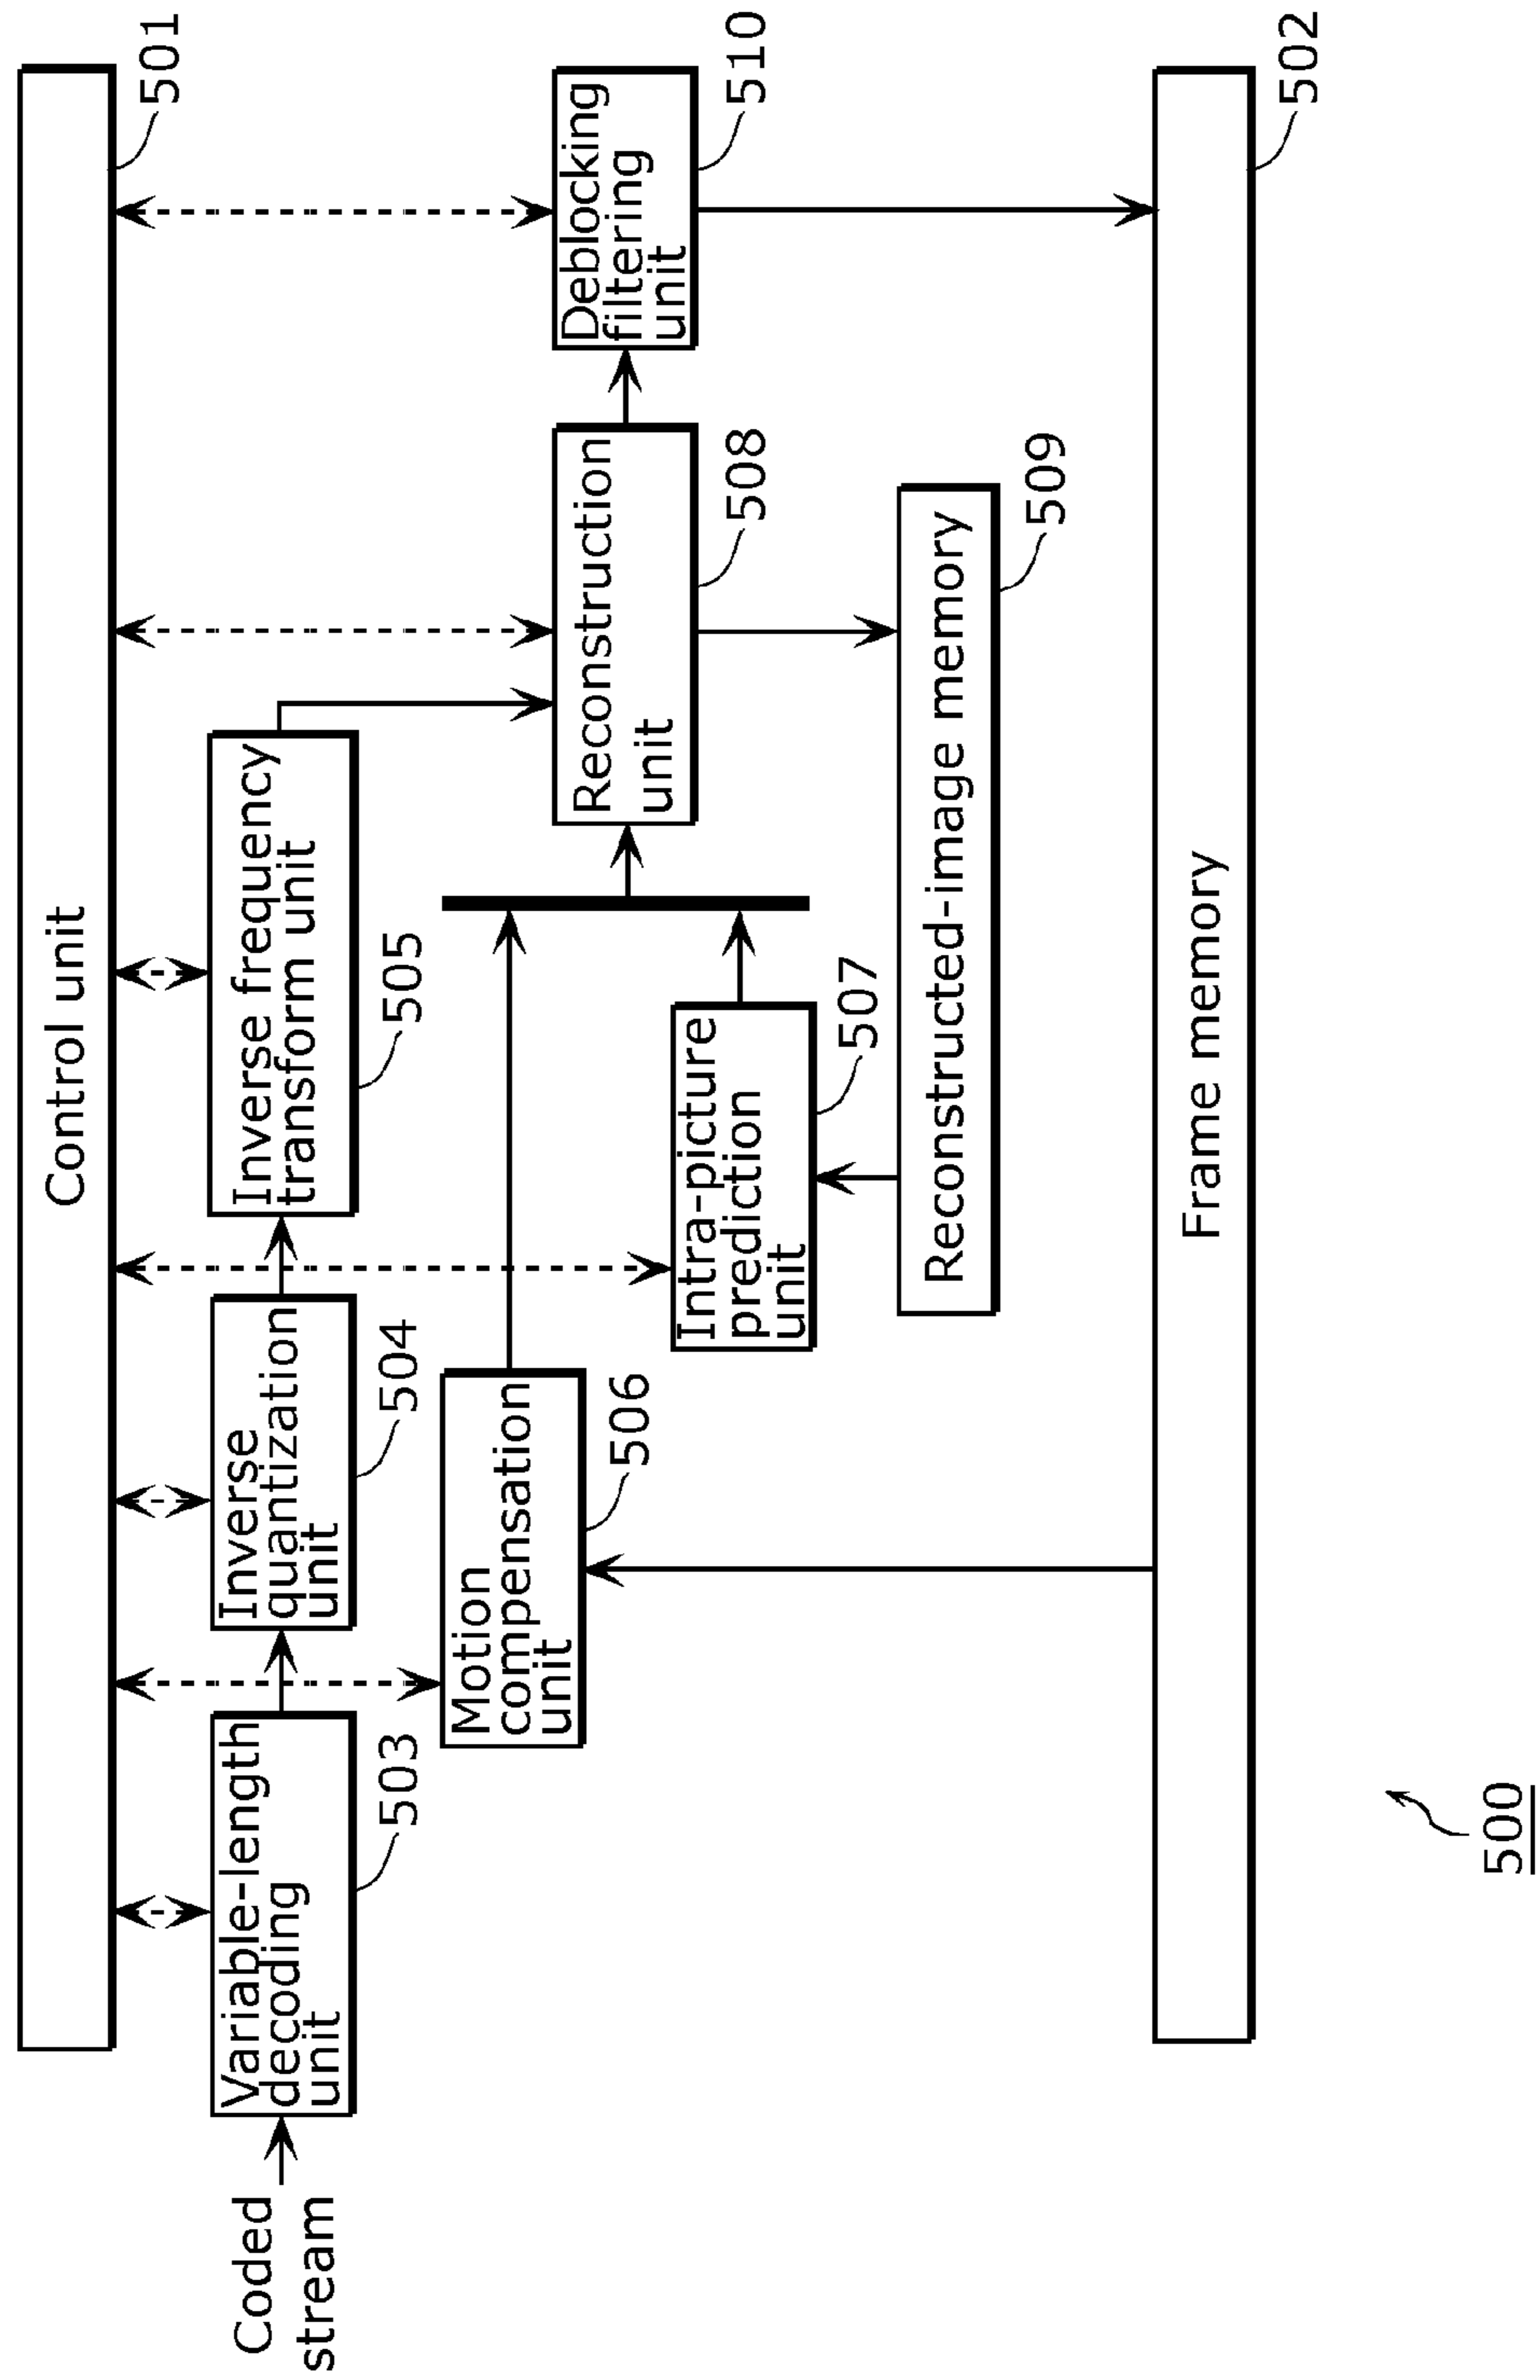 Control unit
501
Coded
stream
Variable-length
decoding
unit
503
Inverse
quantization
unit
504
Inverse frequency
transform unit
505
Motion
compensation
unit
506
Intra-picture
prediction
unit
507
Reconstruction
unit
508
Deblocking
filtering
unit
510
Reconstructed-image memory
509
Frame memory
502
500